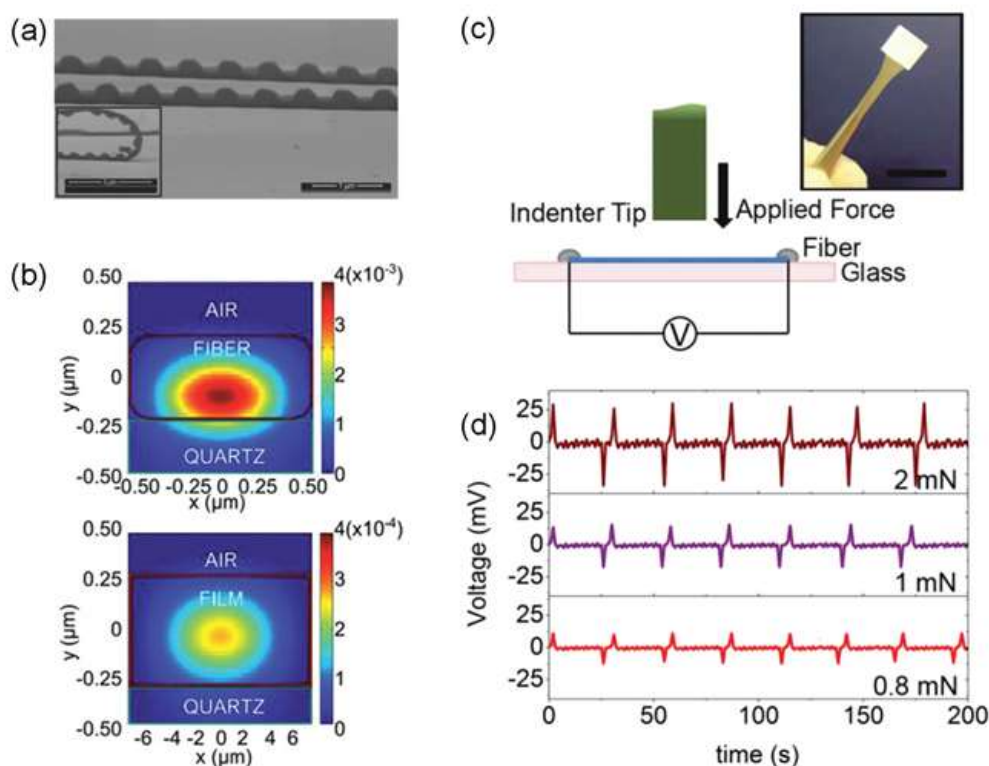 (a)
(b)
0.50
0.25
0
-0.25
-0.50
y (µm)
AIR
FIBER
QUARTZ
4(x10⁻³)
3
2
1
0
-0.50 -0.25 0 0.25 0.50
x (µm)
0.50
0.25
0
-0.25
-0.50
y (µm)
AIR
FILM
QUARTZ
4(x10⁻⁴)
3
2
1
0
-6 -4 -2 0 2 4 6
x (µm)
(c)
Indenter Tip
Applied Force
Fiber
Glass
V
(d)
Voltage (mV)
25
0
-25
2 mN
25
0
-25
1 mN
25
0
-25
0.8 mN
0 50 100 150 200
time (s)